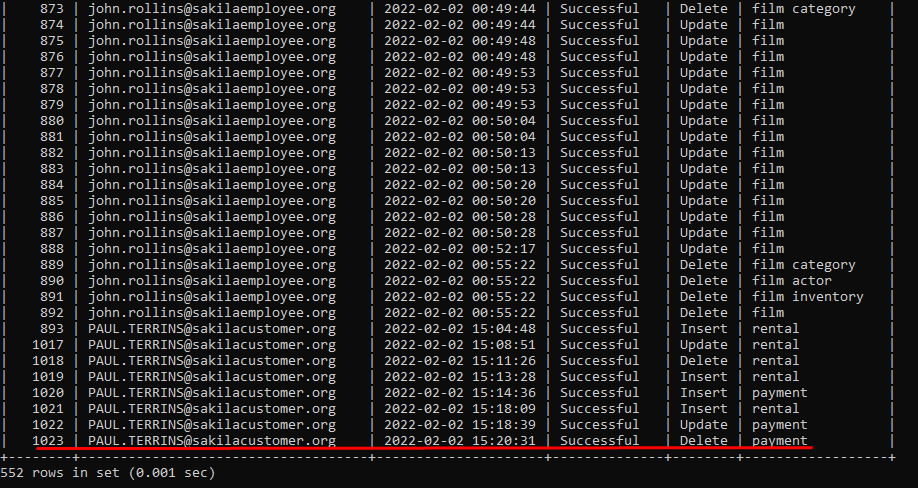 | 873 | john.rollins@sakilaemployee.org | 2022-02-02 00:49:44 | Successful | Delete | film category |
| 874 | john.rollins@sakilaemployee.org | 2022-02-02 00:49:44 | Successful | Update | film |
| 875 | john.rollins@sakilaemployee.org | 2022-02-02 00:49:48 | Successful | Update | film |
| 876 | john.rollins@sakilaemployee.org | 2022-02-02 00:49:48 | Successful | Update | film |
| 877 | john.rollins@sakilaemployee.org | 2022-02-02 00:49:53 | Successful | Update | film |
| 878 | john.rollins@sakilaemployee.org | 2022-02-02 00:49:53 | Successful | Update | film |
| 879 | john.rollins@sakilaemployee.org | 2022-02-02 00:49:53 | Successful | Update | film |
| 880 | john.rollins@sakilaemployee.org | 2022-02-02 00:50:04 | Successful | Update | film |
| 881 | john.rollins@sakilaemployee.org | 2022-02-02 00:50:04 | Successful | Update | film |
| 882 | john.rollins@sakilaemployee.org | 2022-02-02 00:50:13 | Successful | Update | film |
| 883 | john.rollins@sakilaemployee.org | 2022-02-02 00:50:13 | Successful | Update | film |
| 884 | john.rollins@sakilaemployee.org | 2022-02-02 00:50:20 | Successful | Update | film |
| 885 | john.rollins@sakilaemployee.org | 2022-02-02 00:50:20 | Successful | Update | film |
| 886 | john.rollins@sakilaemployee.org | 2022-02-02 00:50:28 | Successful | Update | film |
| 887 | john.rollins@sakilaemployee.org | 2022-02-02 00:50:28 | Successful | Update | film |
| 888 | john.rollins@sakilaemployee.org | 2022-02-02 00:52:17 | Successful | Update | film |
| 889 | john.rollins@sakilaemployee.org | 2022-02-02 00:55:22 | Successful | Delete | film category |
| 890 | john.rollins@sakilaemployee.org | 2022-02-02 00:55:22 | Successful | Delete | film actor |
| 891 | john.rollins@sakilaemployee.org | 2022-02-02 00:55:22 | Successful | Delete | film inventory |
| 892 | john.rollins@sakilaemployee.org | 2022-02-02 00:55:22 | Successful | Delete | film |
| 893 | PAUL.TERRINS@sakilacustomer.org | 2022-02-02 15:04:48 | Successful | Insert | rental |
| 1017 | PAUL.TERRINS@sakilacustomer.org | 2022-02-02 15:08:51 | Successful | Update | rental |
| 1018 | PAUL.TERRINS@sakilacustomer.org | 2022-02-02 15:11:26 | Successful | Delete | rental |
| 1019 | PAUL.TERRINS@sakilacustomer.org | 2022-02-02 15:13:28 | Successful | Insert | rental |
| 1020 | PAUL.TERRINS@sakilacustomer.org | 2022-02-02 15:14:36 | Successful | Insert | payment |
| 1021 | PAUL.TERRINS@sakilacustomer.org | 2022-02-02 15:18:09 | Successful | Insert | rental |
| 1022 | PAUL.TERRINS@sakilacustomer.org | 2022-02-02 15:18:39 | Successful | Update | payment |
| 1023 | PAUL.TERRINS@sakilacustomer.org | 2022-02-02 15:20:31 | Successful | Delete | payment |
552 rows in set (0.001 sec)